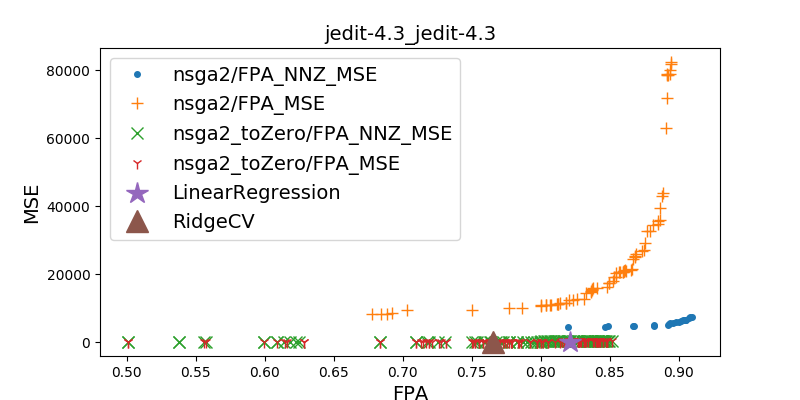 jedit-4.3_jedit-4.3
nsga2/FPA_NNZ_MSE
nsga2/FPA_MSE
nsga2_toZero/FPA_NNZ_MSE
nsga2_toZero/FPA_MSE
LinearRegression
RidgeCV
MSE
80000
60000
40000
20000
0
0.50 0.55 0.60 0.65 0.70 0.75 0.80 0.85 0.90
FPA